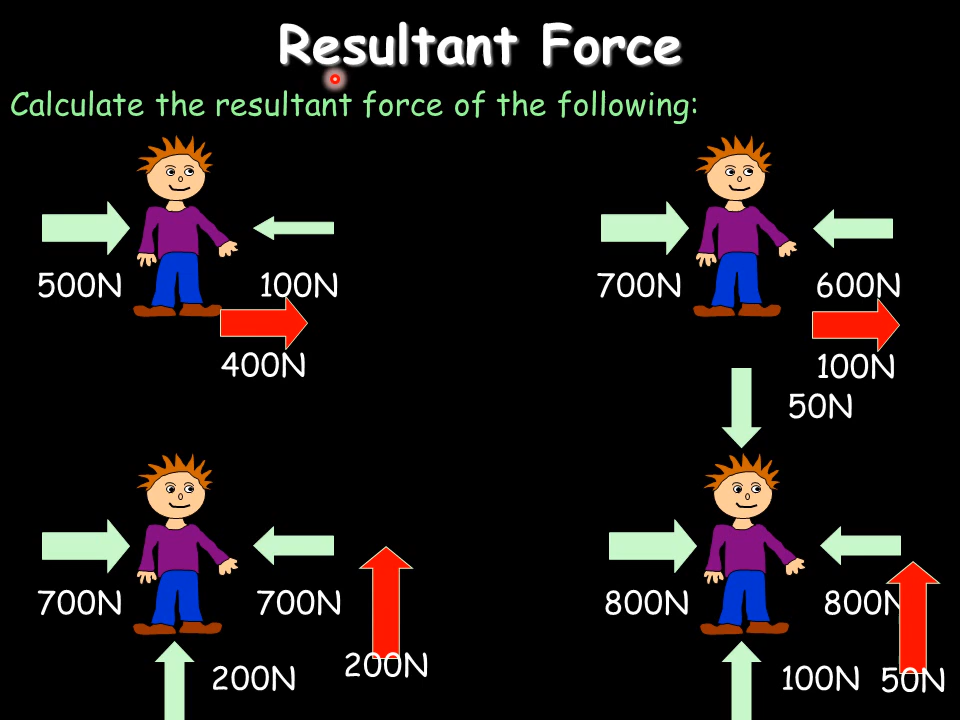 Resultant Force
Calculate the resultant force of the following:
500N
100N
700N
600N
400N
100N
50N
700N
700N
800N
800N
200N
200N
100N
50N